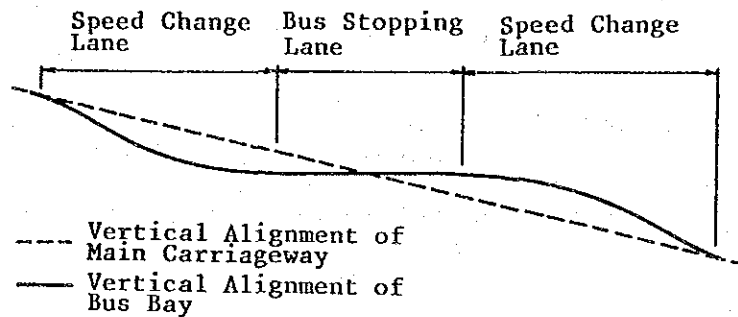 Speed Change Lane
Bus Stopping Lane
Speed Change Lane
Vertical Alignment of
Main Carriageway
Vertical Alignment of
Bus Bay